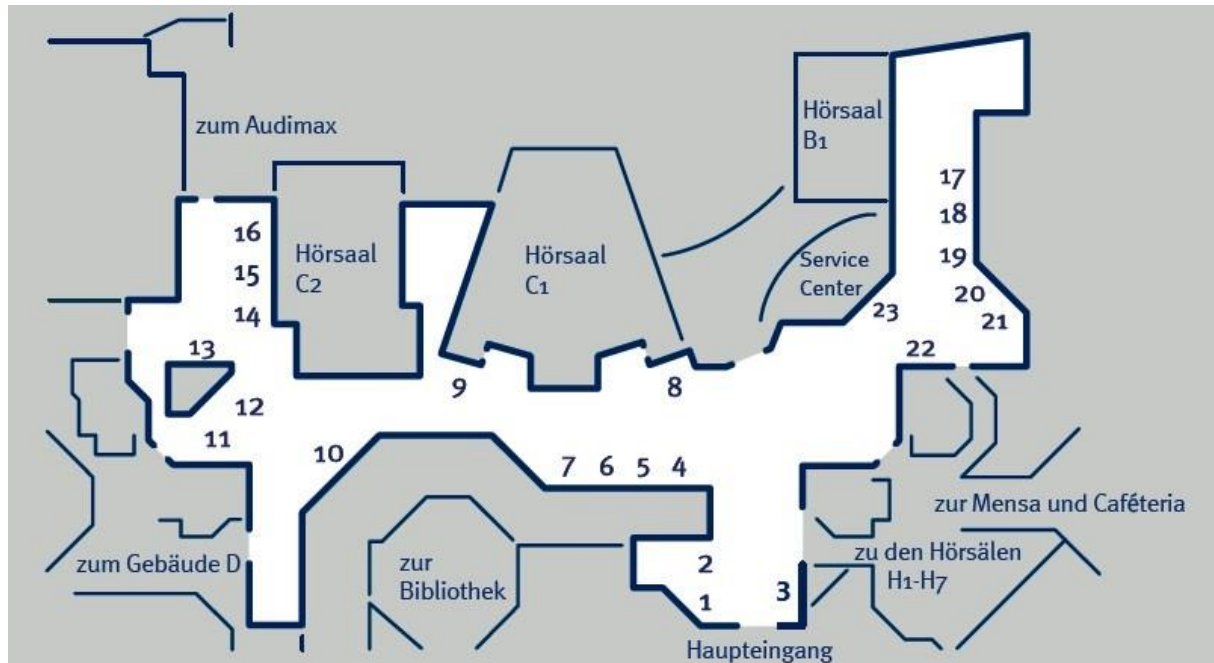 zum Audimax
Hörsaal
B1
17
18
19
20
21
16
15
14
13
12
11
Hörsaal
C2
Hörsaal
C1
Service
Center
23
22
9
8
10
7 6 5 4
zur Mensa und Caféteria
zu den Hörsälen
H1-H7
zum Gebäude D
zur
Bibliothek
2
1
3
Haupteingang